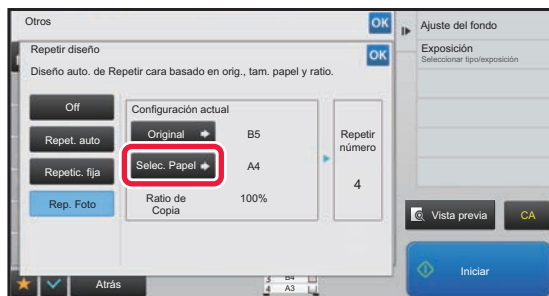 Otros
OK
Ajuste del fondo
Repetir diseño
OK
Exposición
Seleccionar tipo/exposición
Diseño auto. de Repetir cara basado en orig., tam. papel y ratio.
Off
Configuración actual
Repet. auto
Original
B5
Repetir
número
Repetic. fija
Selec. Papel
A4
4
Rep. Foto
Ratio de
Copia
100%
Vista previa
CA
Iniciar
Atrás
B4
4 A3